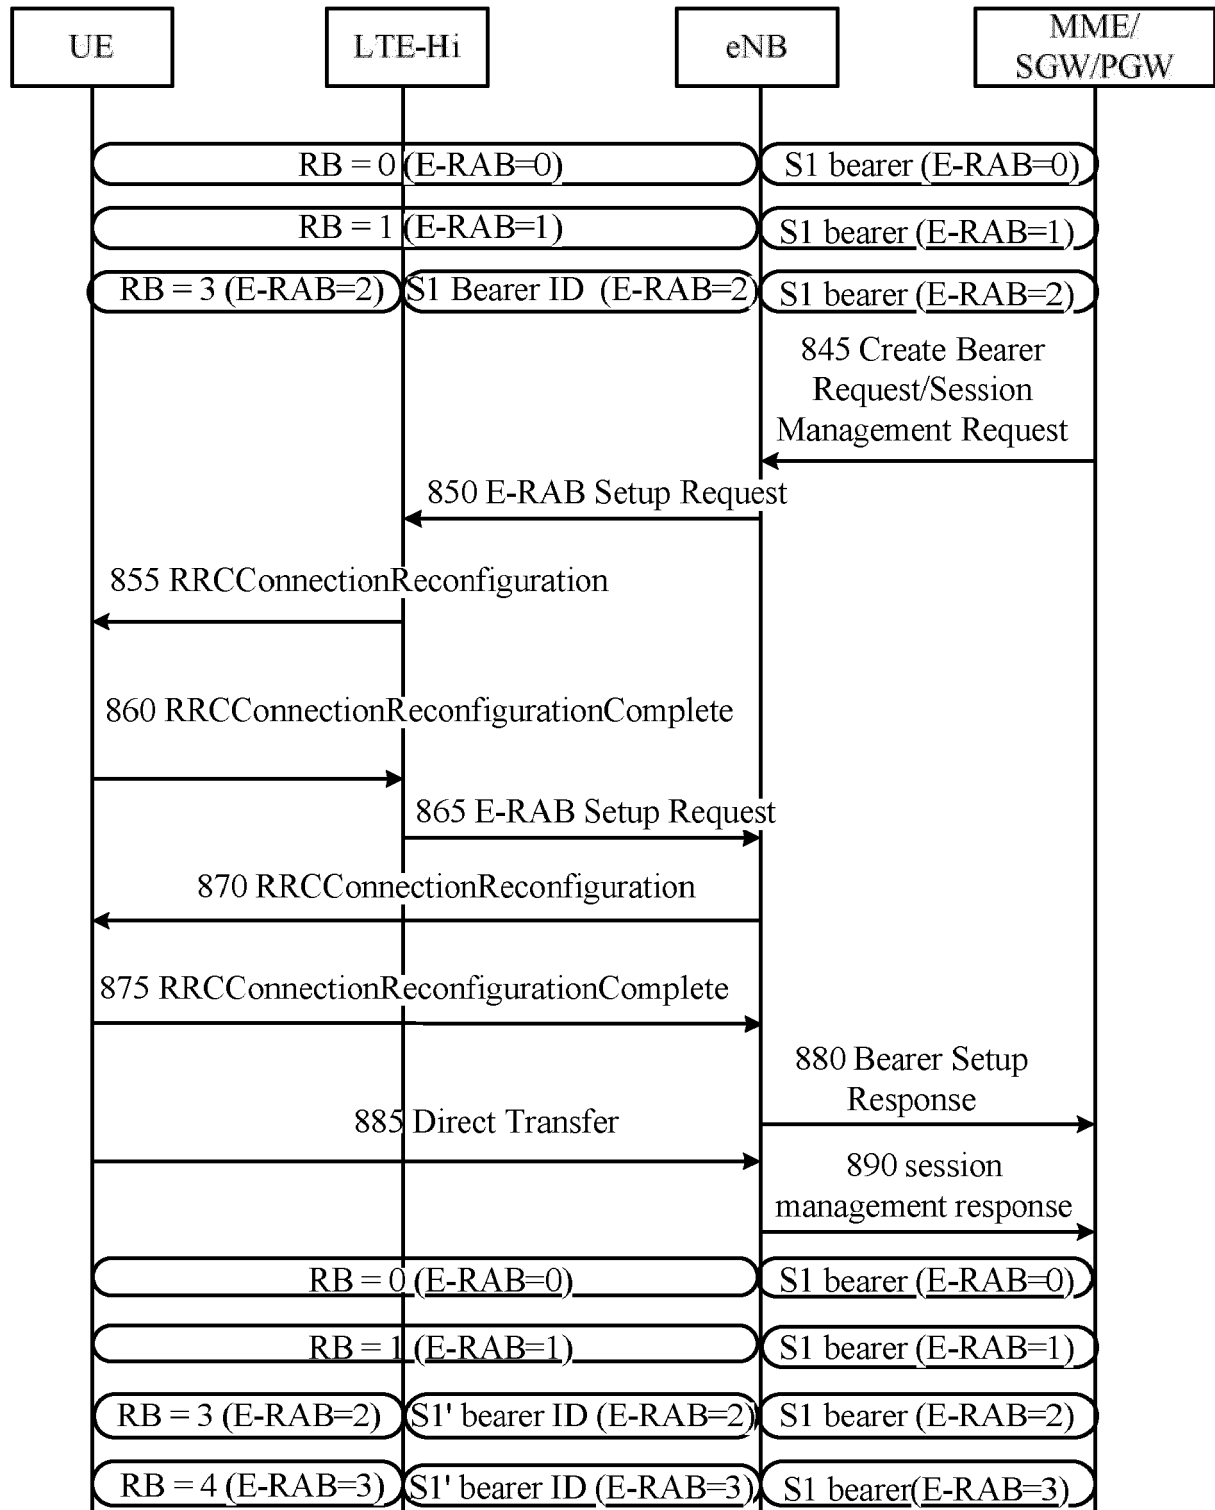 UE
LTE-Hi
eNB
MME/
SGW/PGW
RB = 0 (E-RAB=0)
S1 bearer (E-RAB=0)
RB = 1 (E-RAB=1)
S1 bearer (E-RAB=1)
RB = 3 (E-RAB=2)
S1 Bearer ID (E-RAB=2)
S1 bearer (E-RAB=2)
845 Create Bearer
Request/Session
Management Request
850 E-RAB Setup Request
855 RRCConnectionReconfiguration
860 RRCConnectionReconfigurationComplete
865 E-RAB Setup Request
870 RRCConnectionReconfiguration
875 RRCConnectionReconfigurationComplete
880 Bearer Setup
Response
885 Direct Transfer
890 session
management response
RB = 0 (E-RAB=0)
S1 bearer (E-RAB=0)
RB = 1 (E-RAB=1)
S1 bearer (E-RAB=1)
RB = 3 (E-RAB=2)
S1' bearer ID (E-RAB=2)
S1 bearer (E-RAB=2)
RB = 4 (E-RAB=3)
S1' bearer ID (E-RAB=3)
S1 bearer(E-RAB=3)